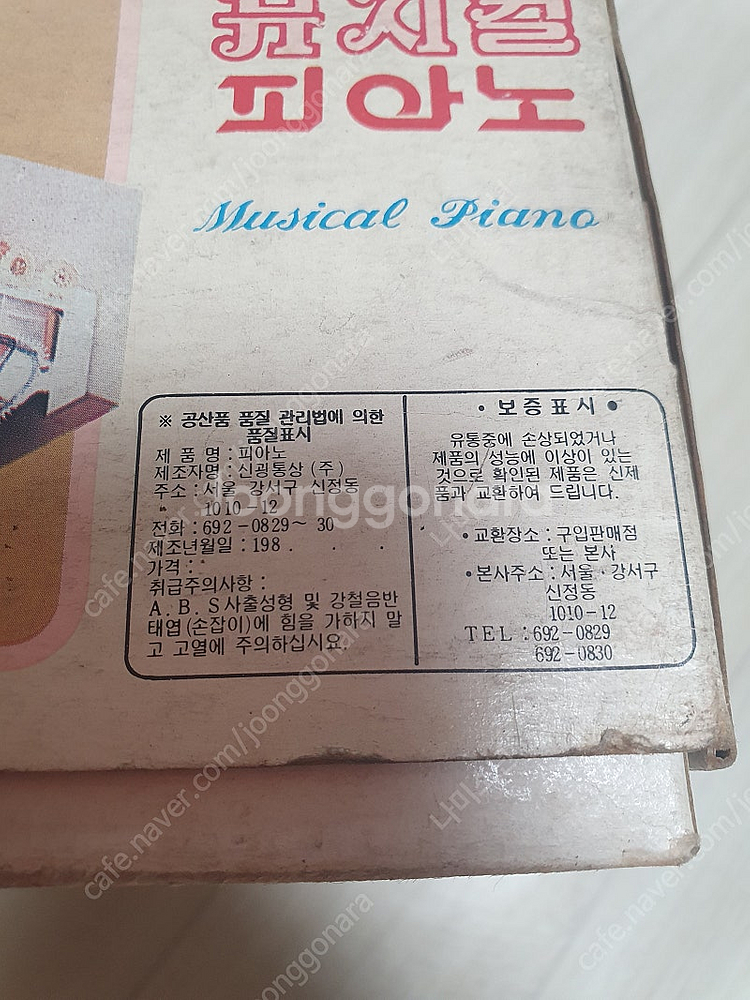 뮤지컬
피아노
Musical Piano
※ 공산품 품질 관리법에 의한
품질표시
제 품 명 : 피아노
제조자명 : 신굉통상 (주)
주소 : 서울 강서구 신정동
1010-12
전화 : 692-0829~30
제조년월일 : 198 . . .
가격 :
취급주의사항 :
A.B.S 사출성형 및 강철음반
태엽(손잡이)에 힘을 가하지 말
고 고열에 주의하십시요.
• 보증표시 •
유통중에 손상되었거나
제품의 성능에 이상이 있는
것으로 확인된 제품은 신제
품과 교환하여 드립니다.
• 교환장소 : 구입판매점
또는 본사
• 본사주소 : 서울·강서구
신정동
1010-12
TEL : 692-0829
692-0830
joonggonara
cafe.naver.com/joonggonara